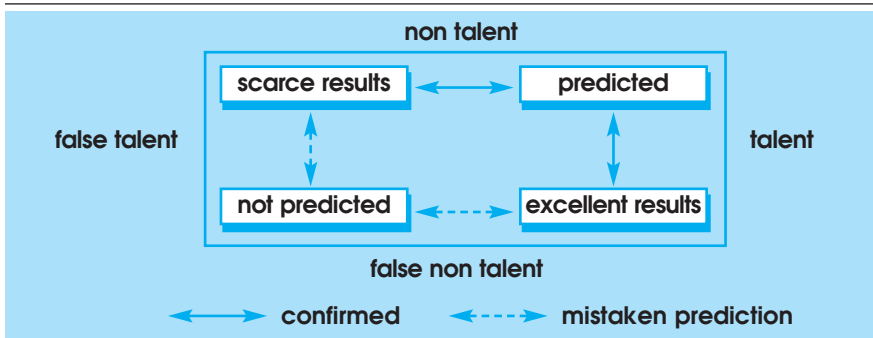 non talent
scarce results predicted
false talent talent
not predicted excellent results
false non talent
confirmed mistaken prediction